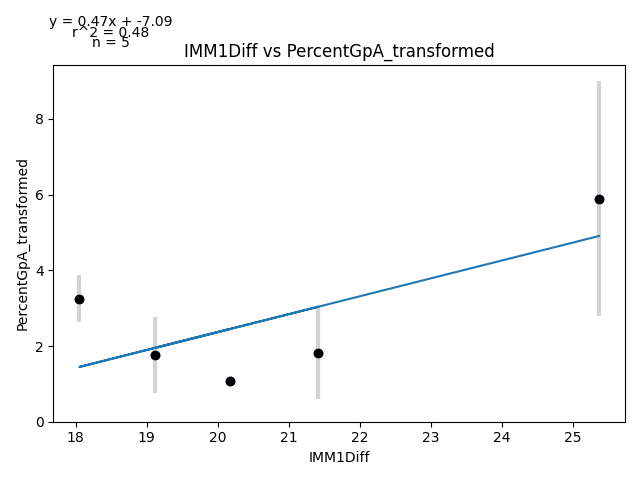 y = 0.47x + -7.09
r^2 = 0.48
n = 5
IMM1Diff vs PercentGpA_transformed
PercentGpA_transformed
8
6
4
2
0
18 19 20 21 22 23 24 25
IMM1Diff